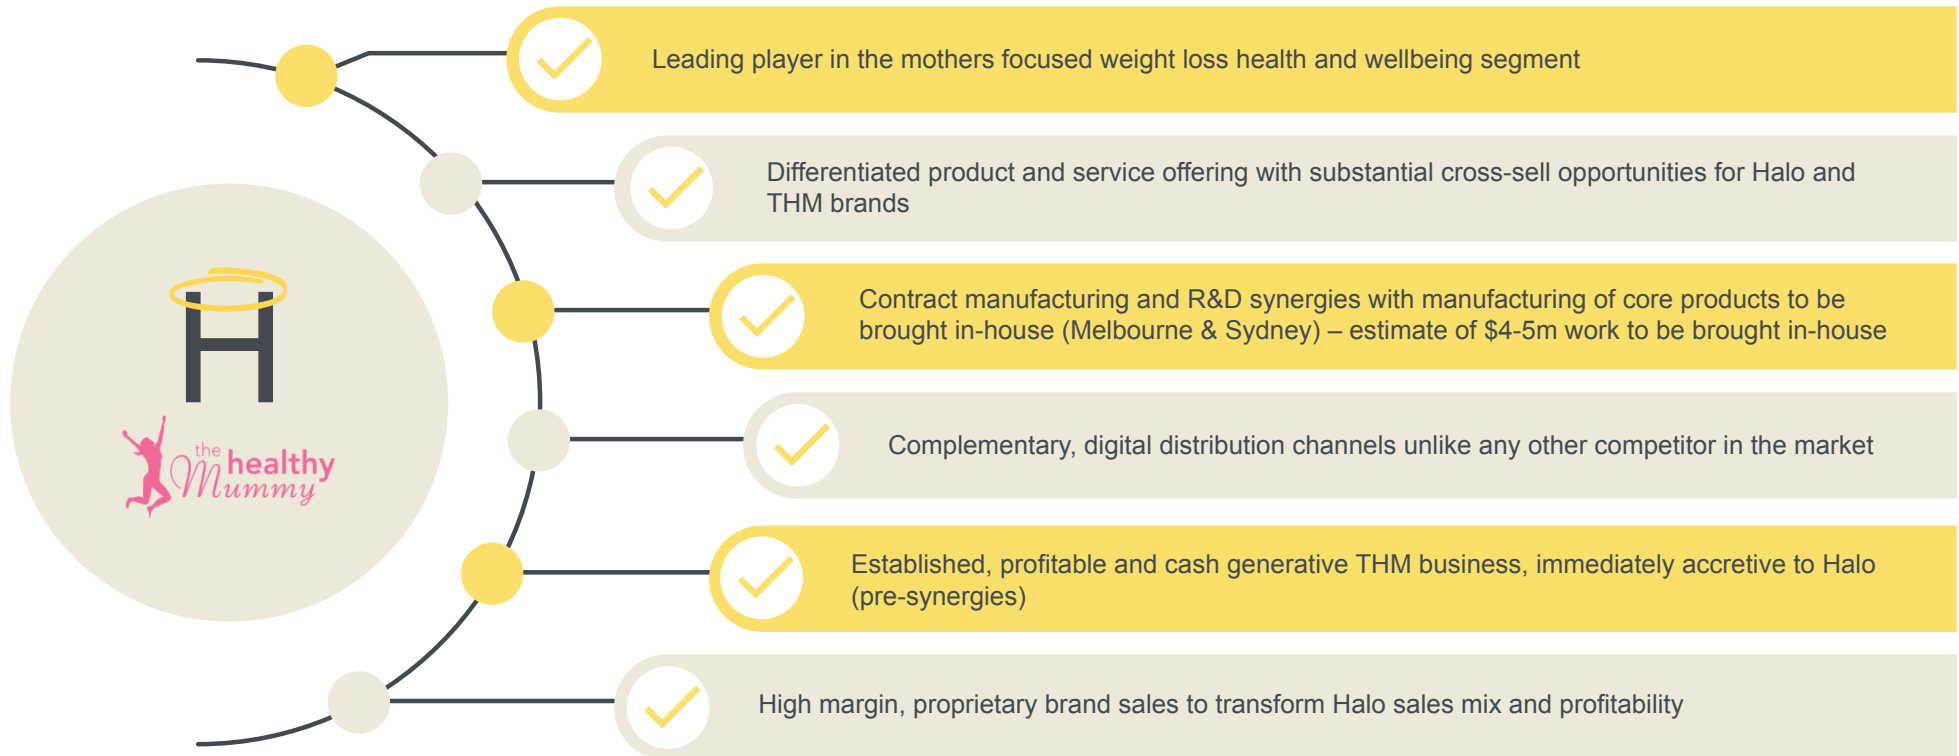 Leading player in the mothers focused weight loss health and wellbeing segment
Differentiated product and service offering with substantial cross-sell opportunities for Halo and
THM brands
Contract manufacturing and R&D synergies with manufacturing of core products to be
brought in-house (Melbourne & Sydney) – estimate of $4-5m work to be brought in-house
H
the
healthy
Mummy
Complementary, digital distribution channels unlike any other competitor in the market
Established, profitable and cash generative THM business, immediately accretive to Halo
(pre-synergies)
High margin, proprietary brand sales to transform Halo sales mix and profitability